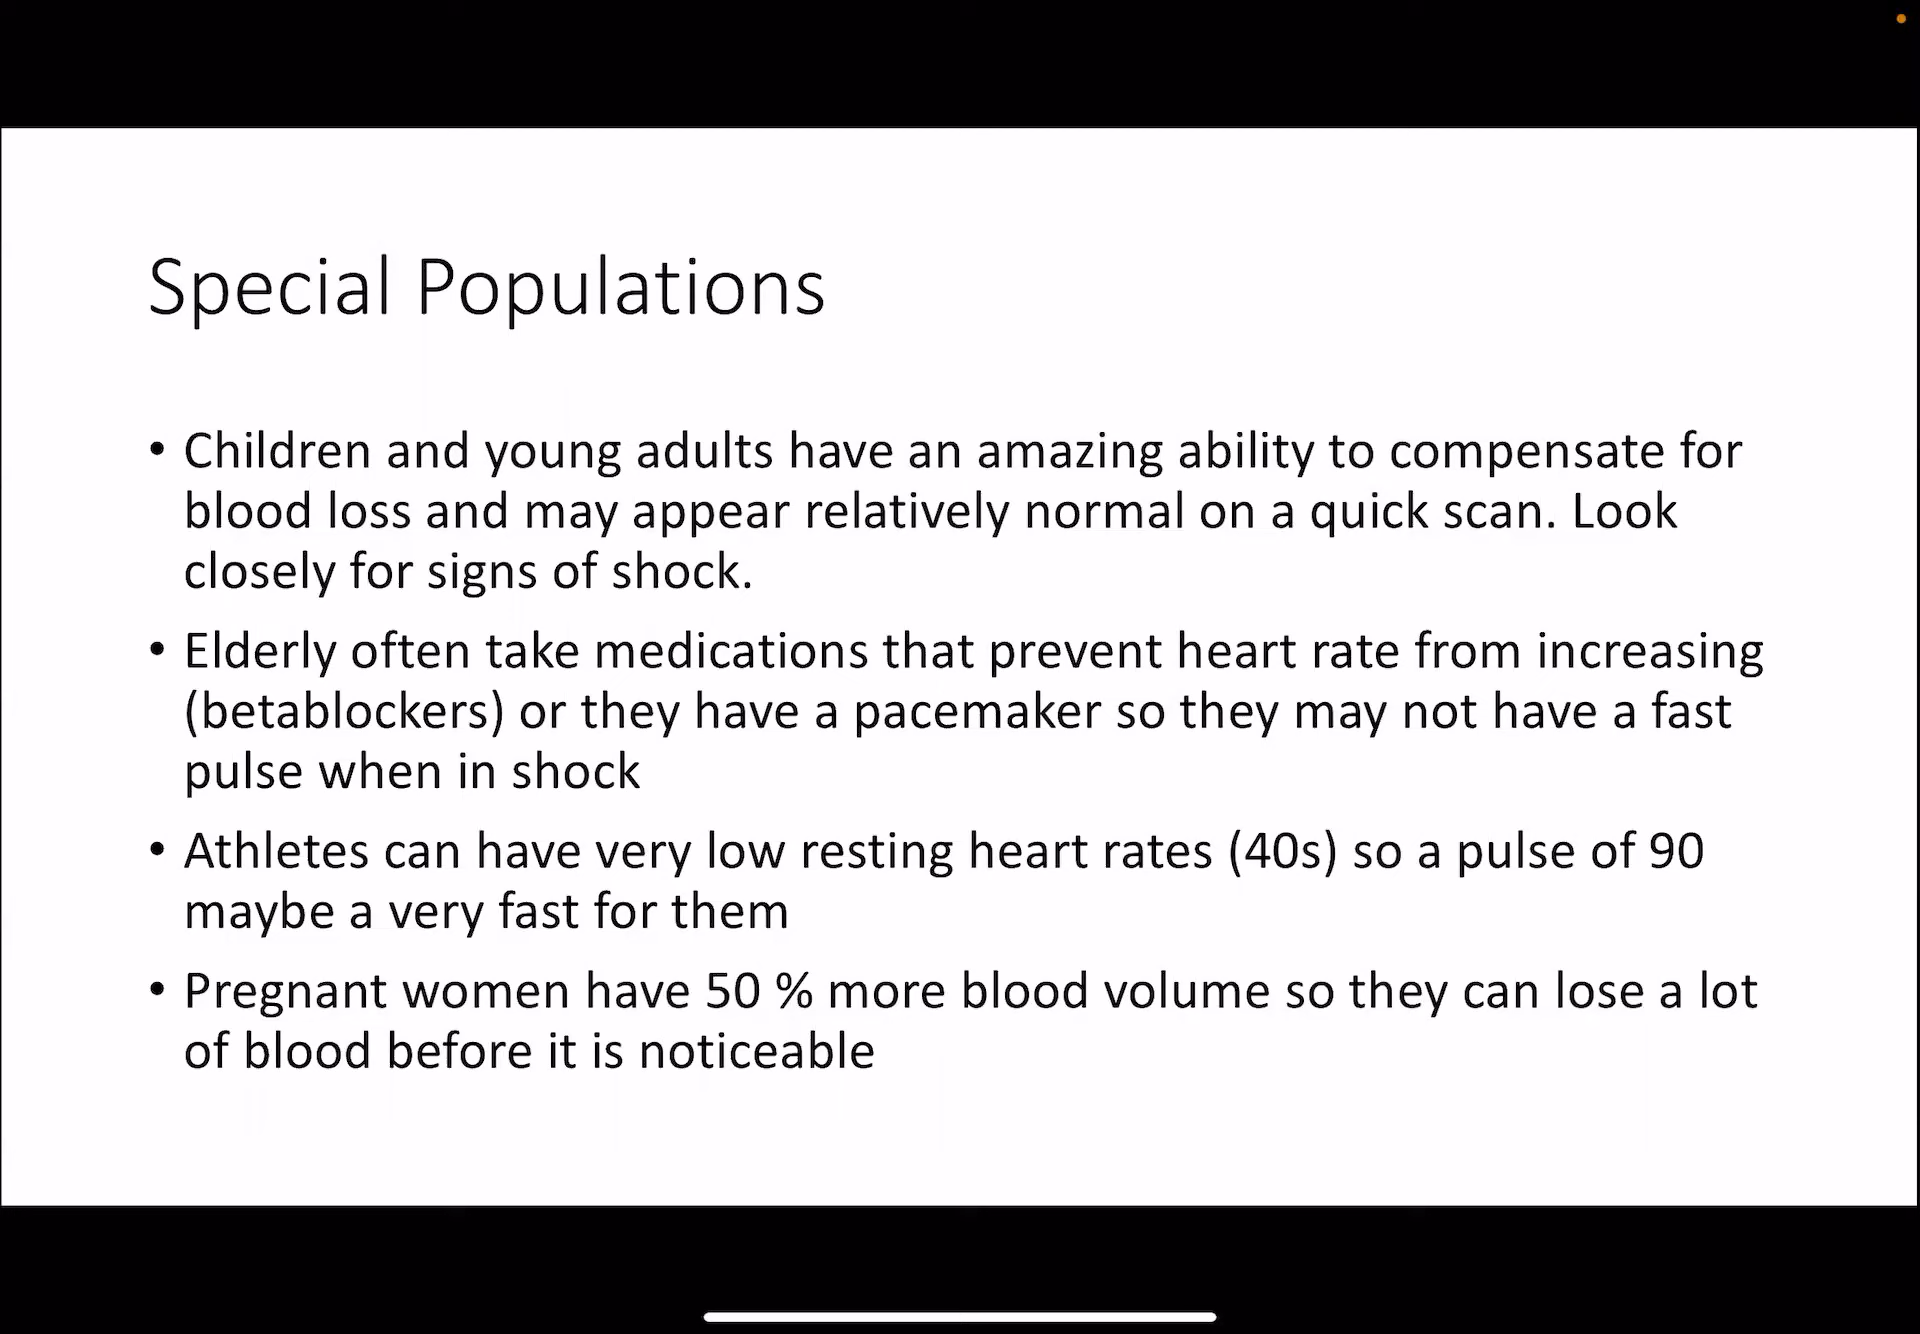 Special Populations
• Children and young adults have an amazing ability to compensate for
blood loss and may appear relatively normal on a quick scan. Look
closely for signs of shock.
• Elderly often take medications that prevent heart rate from increasing
(betablockers) or they have a pacemaker so they may not have a fast
pulse when in shock
• Athletes can have very low resting heart rates (40s) so a pulse of 90
maybe a very fast for them
• Pregnant women have 50 % more blood volume so they can lose a lot
of blood before it is noticeable